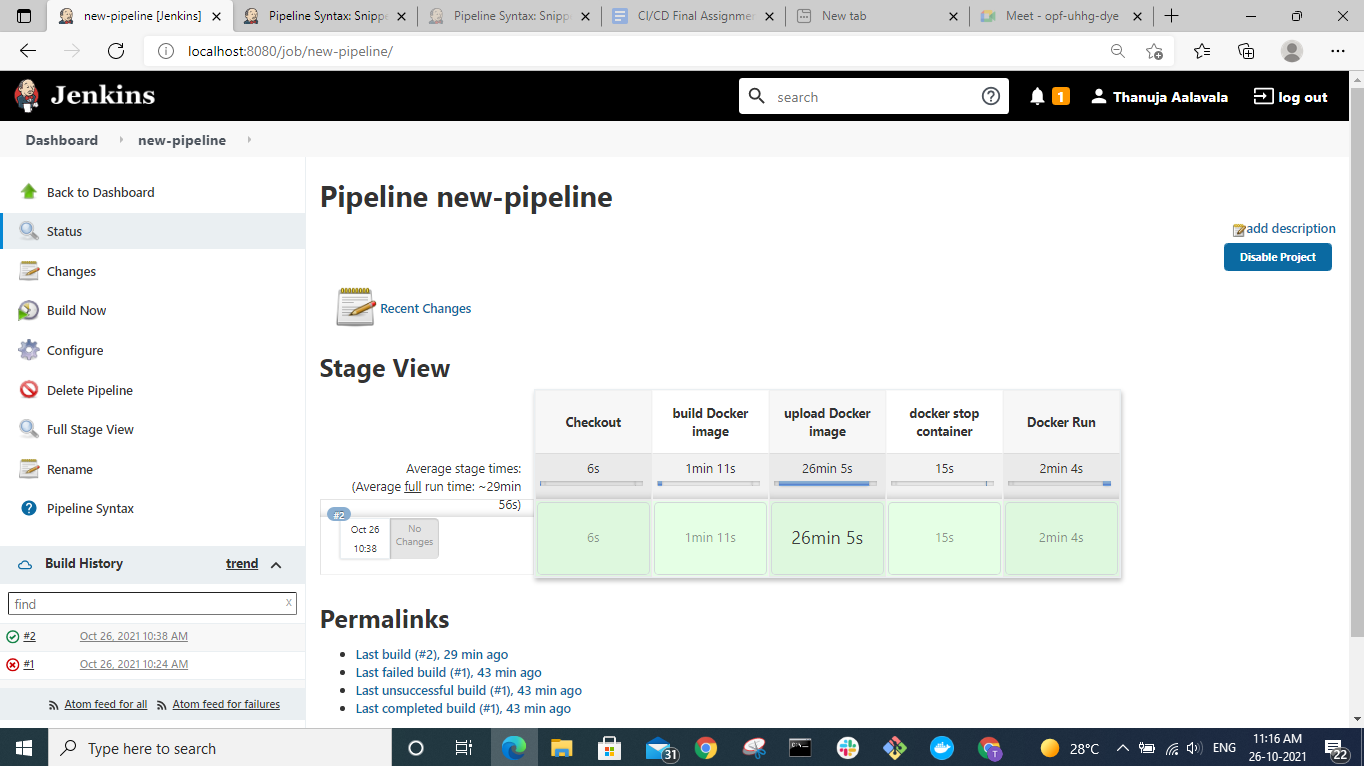 new-pipeline [Jenkins]
Pipeline Syntax: Snipp
Pipeline Syntax: Snipp
CI/CD Final Assignme
New tab
Meet - opf-uhhg-dye
localhost:8080/job/new-pipeline/
Jenkins
search
1
Thanuja Aalavala
log out
Dashboard
new-pipeline
Back to Dashboard
Status
Changes
Build Now
Configure
Delete Pipeline
Full Stage View
Rename
Pipeline Syntax
Build History
trend
find
X
#2
Oct 26, 2021 10:38 AM
#1
Oct 26, 2021 10:24 AM
Atom feed for all
Atom feed for failures
Pipeline new-pipeline
add description
Disable Project
Recent Changes
Stage View
Checkout
build Docker
image
upload Docker
image
docker stop
container
Docker Run
Average stage times:
(Average full run time: ~29min
56s)
6s
1min 11s
26min 5s
15s
2min 4s
#2
Oct 26
10:38
No
Changes
6s
1min 11s
26min 5s
15s
2min 4s
Permalinks
Last build (#2), 29 min ago
Last failed build (#1), 43 min ago
Last unsuccessful build (#1), 43 min ago
Last completed build (#1), 43 min ago
Type here to search
31
T
28°C
ENG
11:16 AM
26-10-2021
22